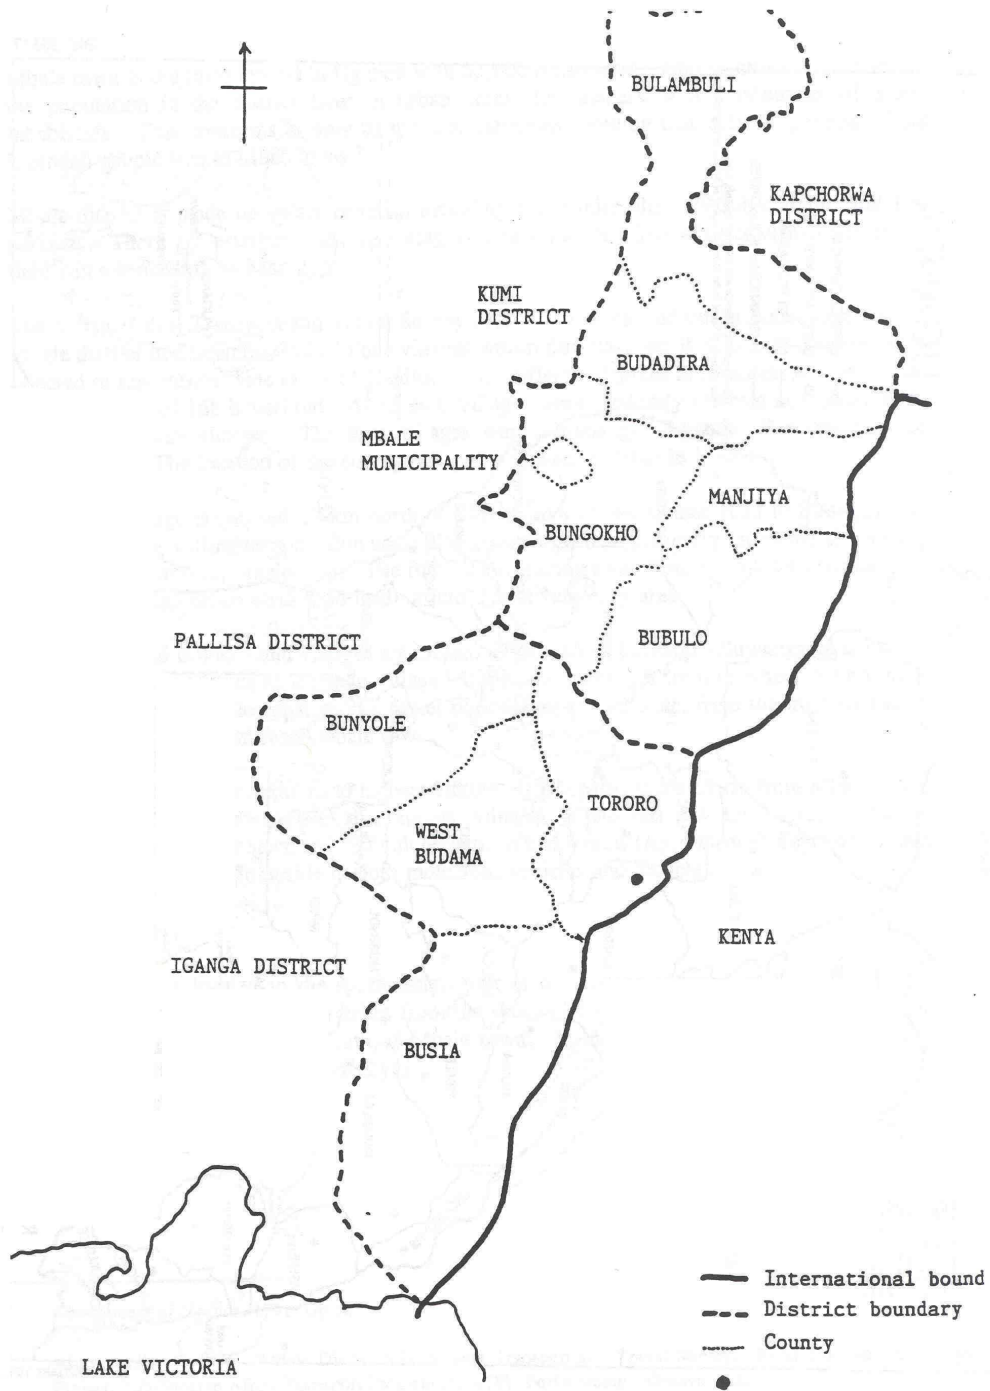 BULAMBULI
KAPCHORWA
DISTRICT
KUMI
DISTRICT
BUDADIRA
MBALE
MUNICIPALITY
MANJIYA
BUNGOKHO
BUBULO
PALLISA DISTRICT
BUNYOLE
TORORO
WEST
BUDAMA
KENYA
IGANGA DISTRICT
BUSIA
International bound
District boundary
County
LAKE VICTORIA